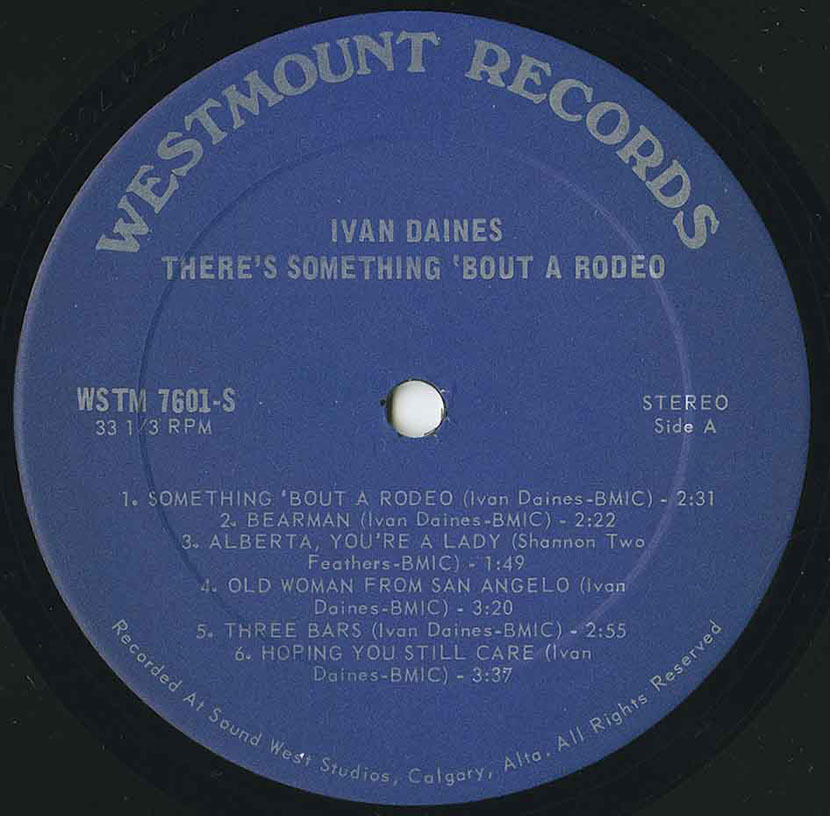 WESTMOUNT RECORDS
IVAN DAINES
THERE'S SOMETHING 'BOUT A RODEO
WSTM 7601-S
33 1/3 RPM
STEREO
Side A
1. SOMETHING 'BOUT A RODEO (Ivan Daines-BMIC) - 2:31
2. BEARMAN (Ivan Daines-BMIC) - 2:22
3. ALBERTA, YOU'RE A LADY (Shannon Two
Feathers-BMIC) - 1:49
4. OLD WOMAN FROM SAN ANGELO (Ivan
Daines-BMIC) - 3:20
5. THREE BARS (Ivan Daines-BMIC) - 2:55
6. HOPING YOU STILL CARE (Ivan
Daines-BMIC) - 3:37
Recorded At Sound West Studios, Calgary, Alta. All Rights Reserved